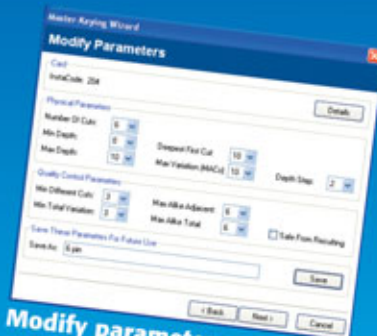 Master Keying Wizard
Modify Parameters
Card
InstaCode: 204
Details
Physical Parameters
Number Of Cuts: 6
Min Depth: 0
Max Depth: 10
Deepest First Cut: 10
Max Variation (MACs): 10
Depth Step: 2
Quality Control Parameters
Min Different Cuts: 3
Min Total Variation: 3
Max Alike Adjacent: 6
Max Alike Total: 6
Safe From Recutting
Save These Parameters For Future Use
Save As: 6 pin
Save
< Back
Next >
Cancel
Modify